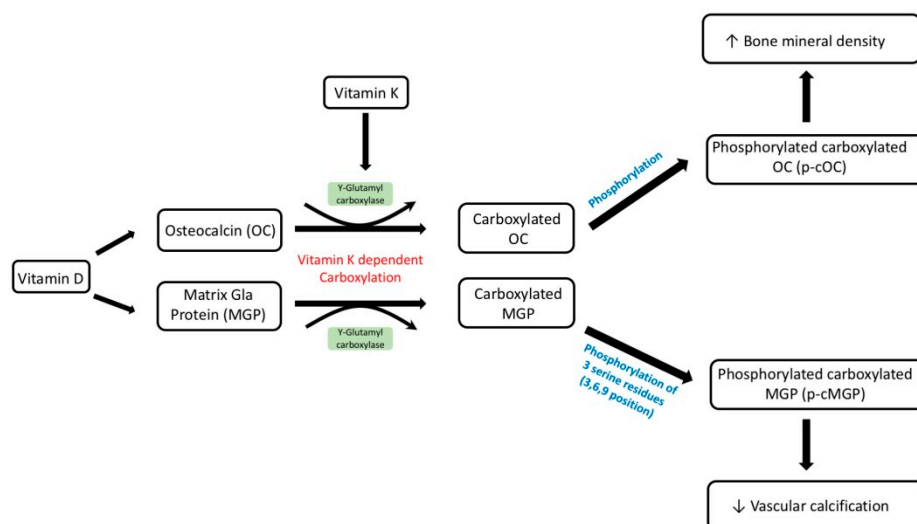 ↑ Bone mineral density
Vitamin K
Phosphorylated carboxylated
OC (p-cOC)
Phosphorylation
Y-Glutamyl
carboxylase
Osteocalcin (OC)
Carboxylated
OC
Vitamin K dependent
Carboxylation
Vitamin D
Matrix Gla
Protein (MGP)
Carboxylated
MGP
Y-Glutamyl
carboxylase
Phosphorylation of
3 serine residues
(3,6,9 position)
Phosphorylated carboxylated
MGP (p-cMGP)
↓ Vascular calcification